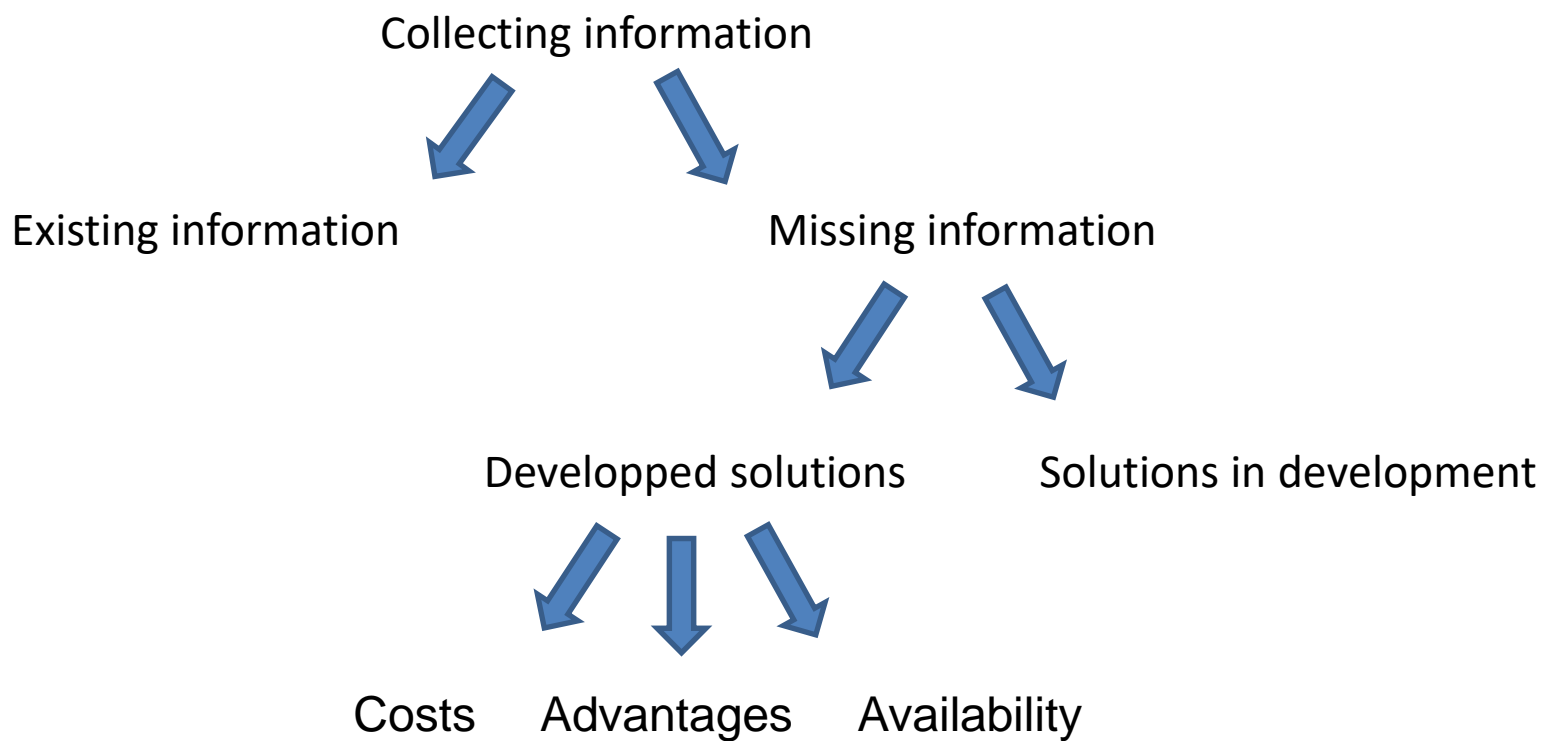 Collecting information
Existing information Missing information
Developped solutions Solutions in development
Costs Advantages Availability